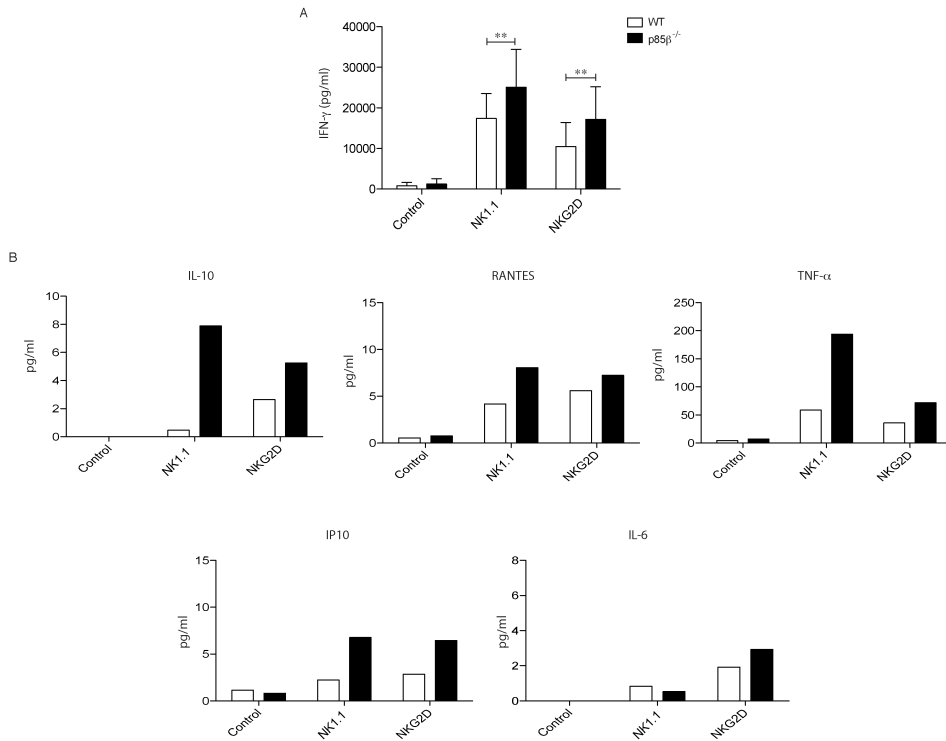 A
WT
p85β-/-
IFN-γ (pg/ml)
40000
30000
20000
10000
0
**
**
Control
NK1.1
NKG2D
B
IL-10
pg/ml
10
8
6
4
2
0
Control
NK1.1
NKG2D
RANTES
pg/ml
15
10
5
0
Control
NK1.1
NKG2D
TNF-α
pg/ml
250
200
150
100
50
0
Control
NK1.1
NKG2D
IP10
pg/ml
15
10
5
0
Control
NK1.1
NKG2D
IL-6
pg/ml
8
6
4
2
0
Control
NK1.1
NKG2D